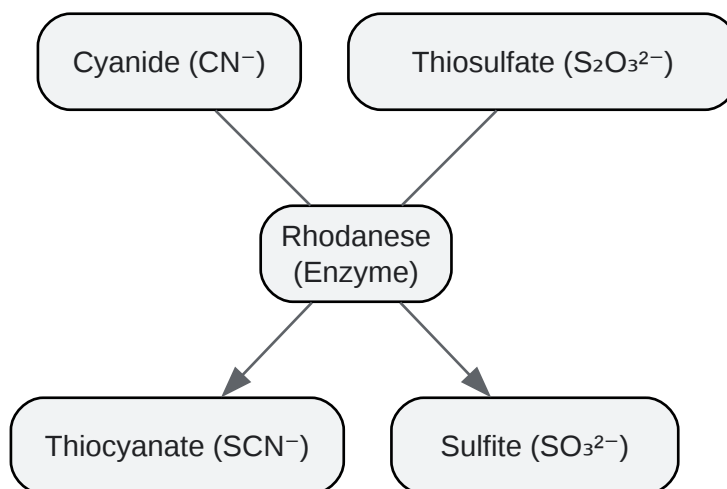 Cyanide (CN⁻)
Thiosulfate (S₂O₃²⁻)
Rhodanese
(Enzyme)
Thiocyanate (SCN⁻)
Sulfite (SO₃²⁻)